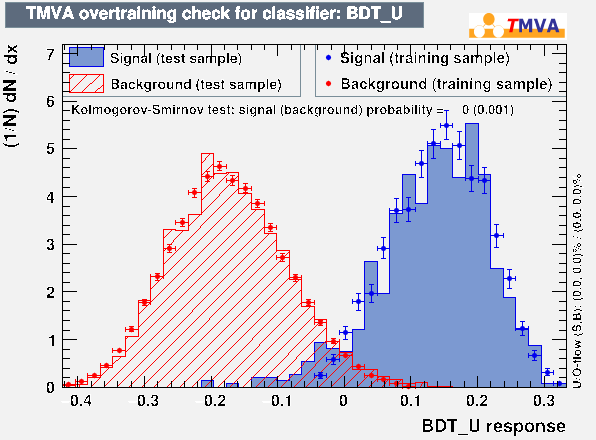 TMVA overtraining check for classifier: BDT_U
TMVA
Signal (test sample)
Background (test sample)
Signal (training sample)
Background (training sample)
Kolmogorov-Smirnov test: signal (background) probability = 0 (0.001)
(1/N) dN / dx
7
6
5
4
3
2
1
0
−0.4 0.3 0.2 0.1 0 0.1 0.2 0.3
BDT_U response
U/O-flow (S,B): (0.0, 0.0)% / (0.0, 0.0)%